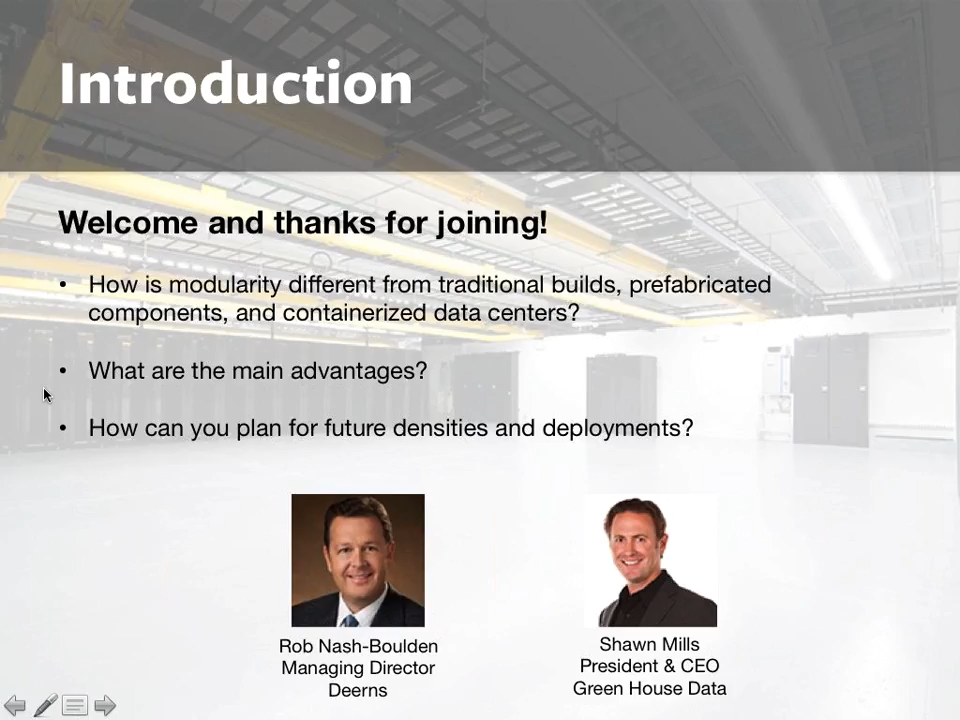 Introduction
Welcome and thanks for joining!
• How is modularity different from traditional builds, prefabricated
components, and containerized data centers?
• What are the main advantages?
• How can you plan for future densities and deployments?
Rob Nash-Boulden
Managing Director
Deerns
Shawn Mills
President & CEO
Green House Data